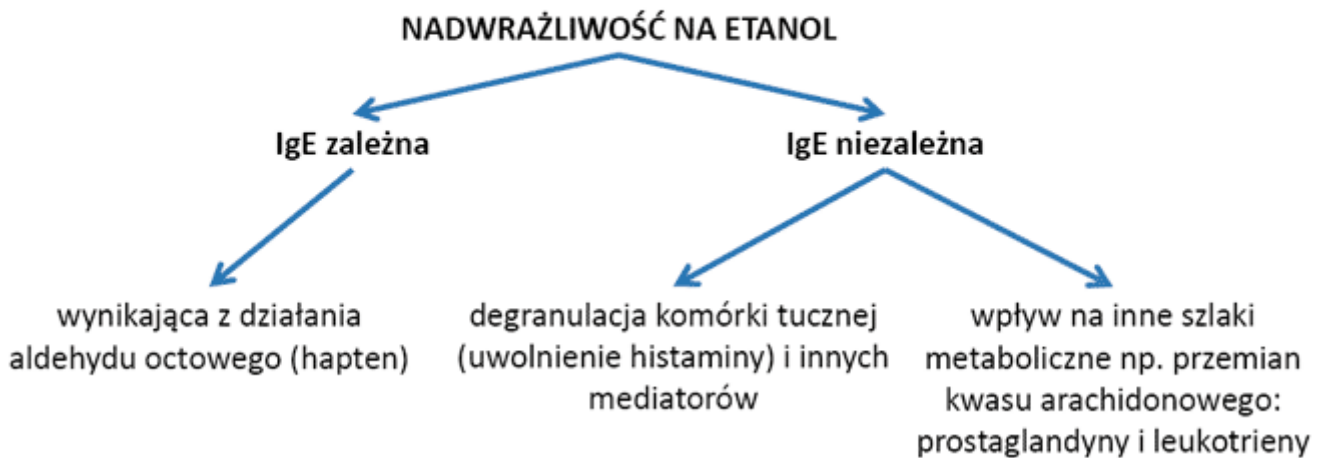 NADWRAŻLIWOŚĆ NA ETANOL
IgE zależna
IgE niezależna
wynikająca z działania
aldehydu octowego (hapten)
degranulacja komórki tucznej
(uwolnienie histaminy) i innych
mediatorów
wpływ na inne szlaki
metaboliczne np. przemian
kwasu arachidonowego:
prostaglandyny i leukotrieny